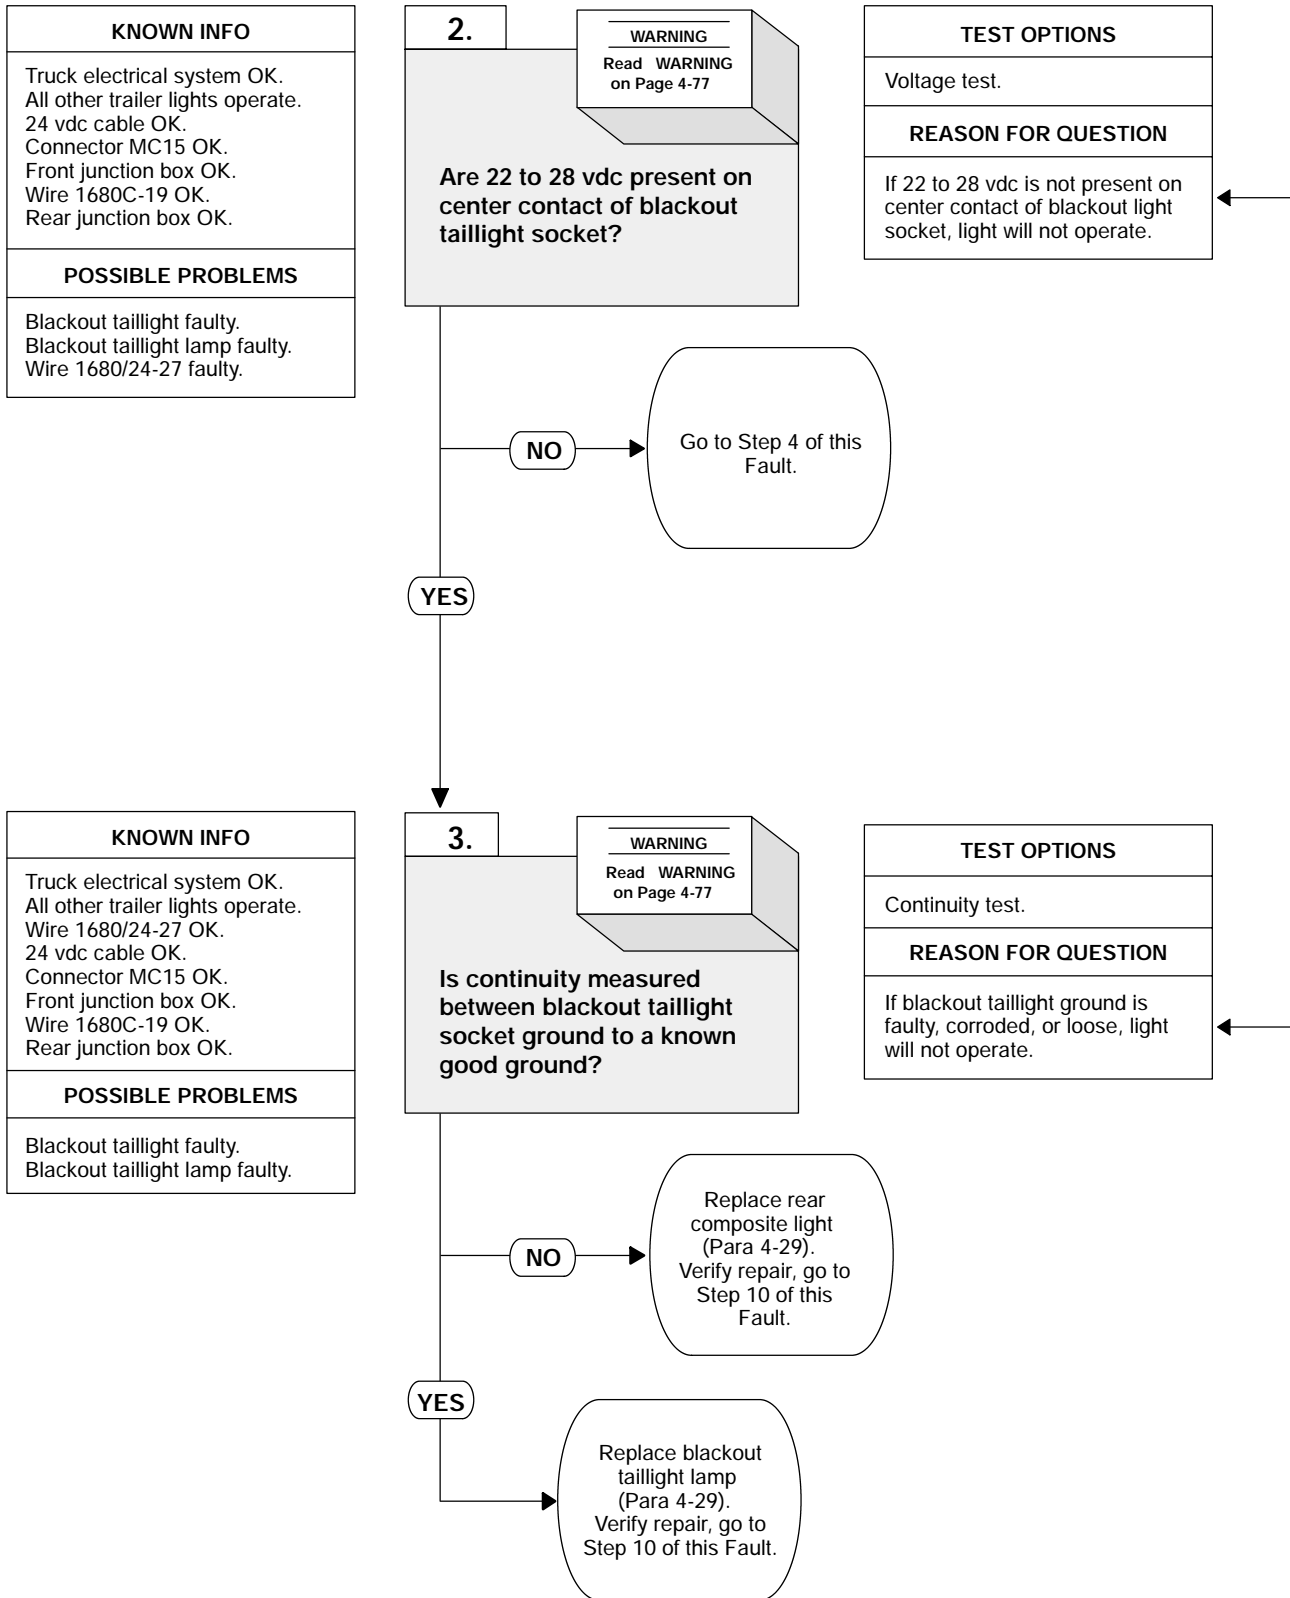 KNOWN INFO
Truck electrical system OK.
All other trailer lights operate.
24 vdc cable OK.
Connector MC15 OK.
Front junction box OK.
Wire 1680C-19 OK.
Rear junction box OK.
POSSIBLE PROBLEMS
Blackout taillight faulty.
Blackout taillight lamp faulty.
Wire 1680/24-27 faulty.
2.
WARNING
Read WARNING
on Page 4-77
Are 22 to 28 vdc present on
center contact of blackout
taillight socket?
TEST OPTIONS
Voltage test.
REASON FOR QUESTION
If 22 to 28 vdc is not present on
center contact of blackout light
socket, light will not operate.
NO
Go to Step 4 of this
Fault.
YES
KNOWN INFO
Truck electrical system OK.
All other trailer lights operate.
Wire 1680/24-27 OK.
24 vdc cable OK.
Connector MC15 OK.
Front junction box OK.
Wire 1680C-19 OK.
Rear junction box OK.
POSSIBLE PROBLEMS
Blackout taillight faulty.
Blackout taillight lamp faulty.
3.
WARNING
Read WARNING
on Page 4-77
Is continuity measured
between blackout taillight
socket ground to a known
good ground?
TEST OPTIONS
Continuity test.
REASON FOR QUESTION
If blackout taillight ground is
faulty, corroded, or loose, light
will not operate.
NO
Replace rear
composite light
(Para 4-29).
Verify repair, go to
Step 10 of this
Fault.
YES
Replace blackout
taillight lamp
(Para 4-29).
Verify repair, go to
Step 10 of this Fault.